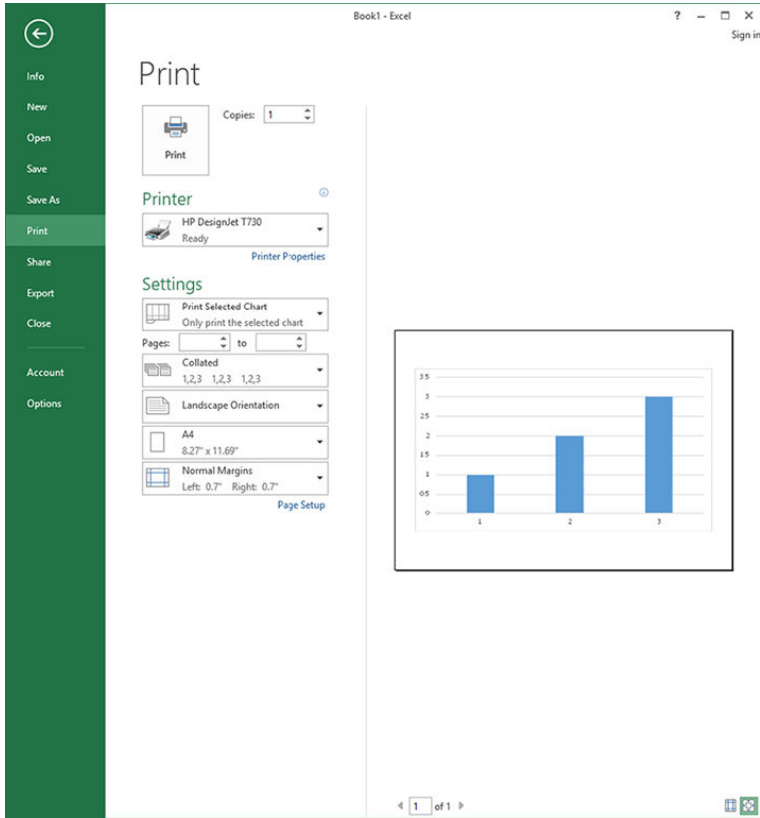 Book1 - Excel
?
Sign in
Info
New
Open
Save
Save As
Print
Share
Export
Close
Account
Options
Print
Copies: 1
Print
Printer
HP DesignJet T730
Ready
Printer Properties
Settings
Print Selected Chart
Only print the selected chart
Pages: to
Collated
1,2,3 1,2,3 1,2,3
Landscape Orientation
A4
8.27" x 11.69"
Normal Margins
Left: 0.7" Right: 0.7"
Page Setup
3.5
3
2.5
2
1.5
1
0.5
0
1 2 3
1 of 1